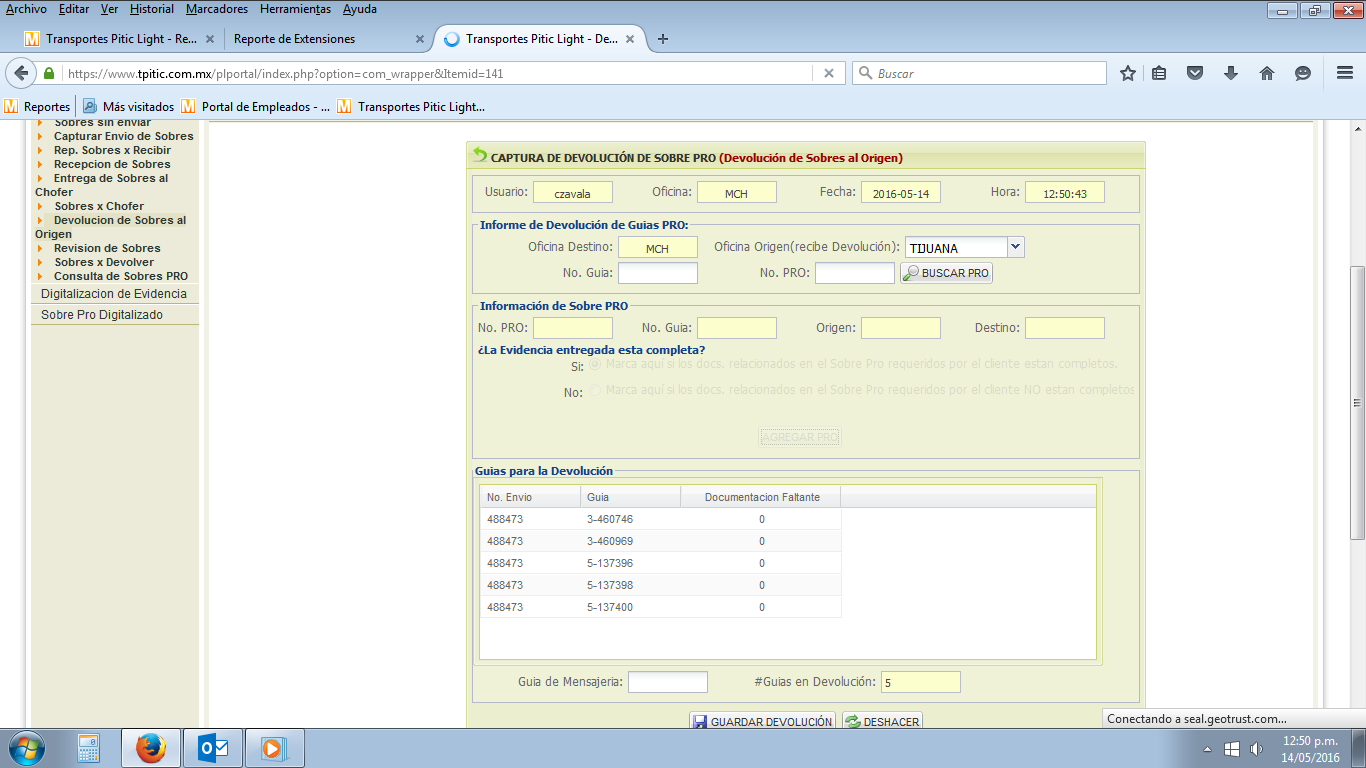 Archivo Editar Ver Historial Marcadores Herramientas Ayuda
Transportes Pitic Light - Re... Reporte de Extensiones Transportes Pitic Light - De...
https://www.tpitic.com.mx/plportal/index.php?option=com_wrapper&Itemid=141 Buscar
Reportes Más visitados Portal de Empleados - ... Transportes Pitic Light...
Sobres sin enviar
Capturar Envio de Sobres
Rep. Sobres x Recibir
Recepcion de Sobres
Entrega de Sobres al
Chofer
Sobres x Chofer
Devolucion de Sobres al
Origen
Revision de Sobres
Sobres x Devolver
Consulta de Sobres PRO
Digitalizacion de Evidencia
Sobre Pro Digitalizado
CAPTURA DE DEVOLUCIÓN DE SOBRE PRO (Devolución de Sobres al Origen)
Usuario: czavala Oficina: MCH Fecha: 2016-05-14 Hora: 12:50:43
Informe de Devolución de Guias PRO:
Oficina Destino: MCH Oficina Origen(recibe Devolución): TIJUANA
No. Guia: No. PRO: BUSCAR PRO
Información de Sobre PRO
No. PRO: No. Guia: Origen: Destino:
¿La Evidencia entregada esta completa?
Si: Marca aquí si los docs. relacionados en el Sobre Pro requeridos por el cliente estan completos.
No: Marca aquí si los docs. relacionados en el Sobre Pro requeridos por el cliente NO estan completos
AGREGAR PRO
Guias para la Devolución
No. Envio Guia Documentacion Faltante
488473 3-460746 0
488473 3-460969 0
488473 5-137396 0
488473 5-137398 0
488473 5-137400 0
Guia de Mensajeria: #Guias en Devolución: 5
GUARDAR DEVOLUCIÓN DESHACER
Conectando a seal.geotrust.com...
12:50 p.m.
14/05/2016